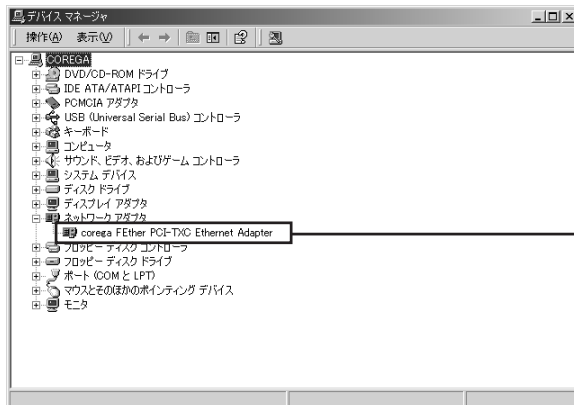 デバイス マネージャ
操作(A) 表示(V)
COREGA
DVD/CD-ROM ドライブ
IDE ATA/ATAPI コントローラ
PCMCIA アダプタ
USB (Universal Serial Bus) コントローラ
キーボード
コンピュータ
サウンド、ビデオ、およびゲーム コントローラ
システム デバイス
ディスク ドライブ
ディスプレイ アダプタ
ネットワーク アダプタ
corega FEther PCI-TXC Ethernet Adapter
フロッピー ディスク コントローラ
フロッピー ディスク ドライブ
ポート (COM と LPT)
マウスとそのほかのポインティング デバイス
モニタ